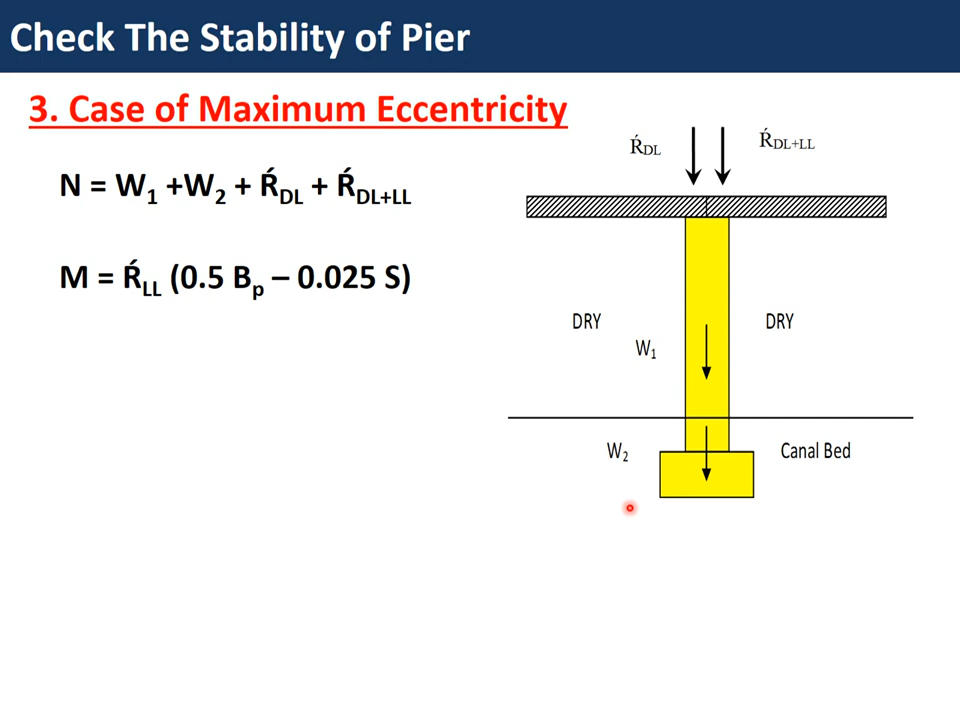 Check The Stability of Pier
3. Case of Maximum Eccentricity
N = W₁ +W₂ + ŔDL + ŔDL+LL
M = ŔLL (0.5 Bp – 0.025 S)
ŔDL
ŔDL+LL
DRY
DRY
W₁
W₂
Canal Bed